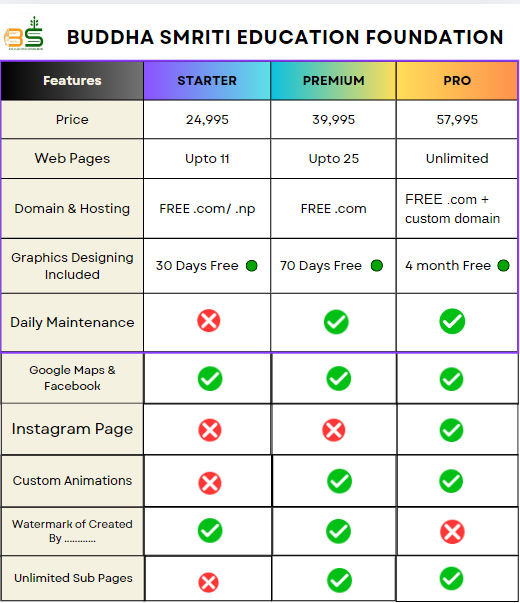 BS
BUDDHA SMRITI EDUCATION FOUNDATION
Features STARTER PREMIUM PRO
Price 24,995 39,995 57,995
Web Pages Upto 11 Upto 25 Unlimited
Domain & Hosting FREE .com/ .np FREE .com FREE .com +
custom domain
Graphics Designing
Included 30 Days Free 70 Days Free 4 month Free
Daily Maintenance
Google Maps &
Facebook
Instagram Page
Custom Animations
Watermark of Created
By ............
Unlimited Sub Pages